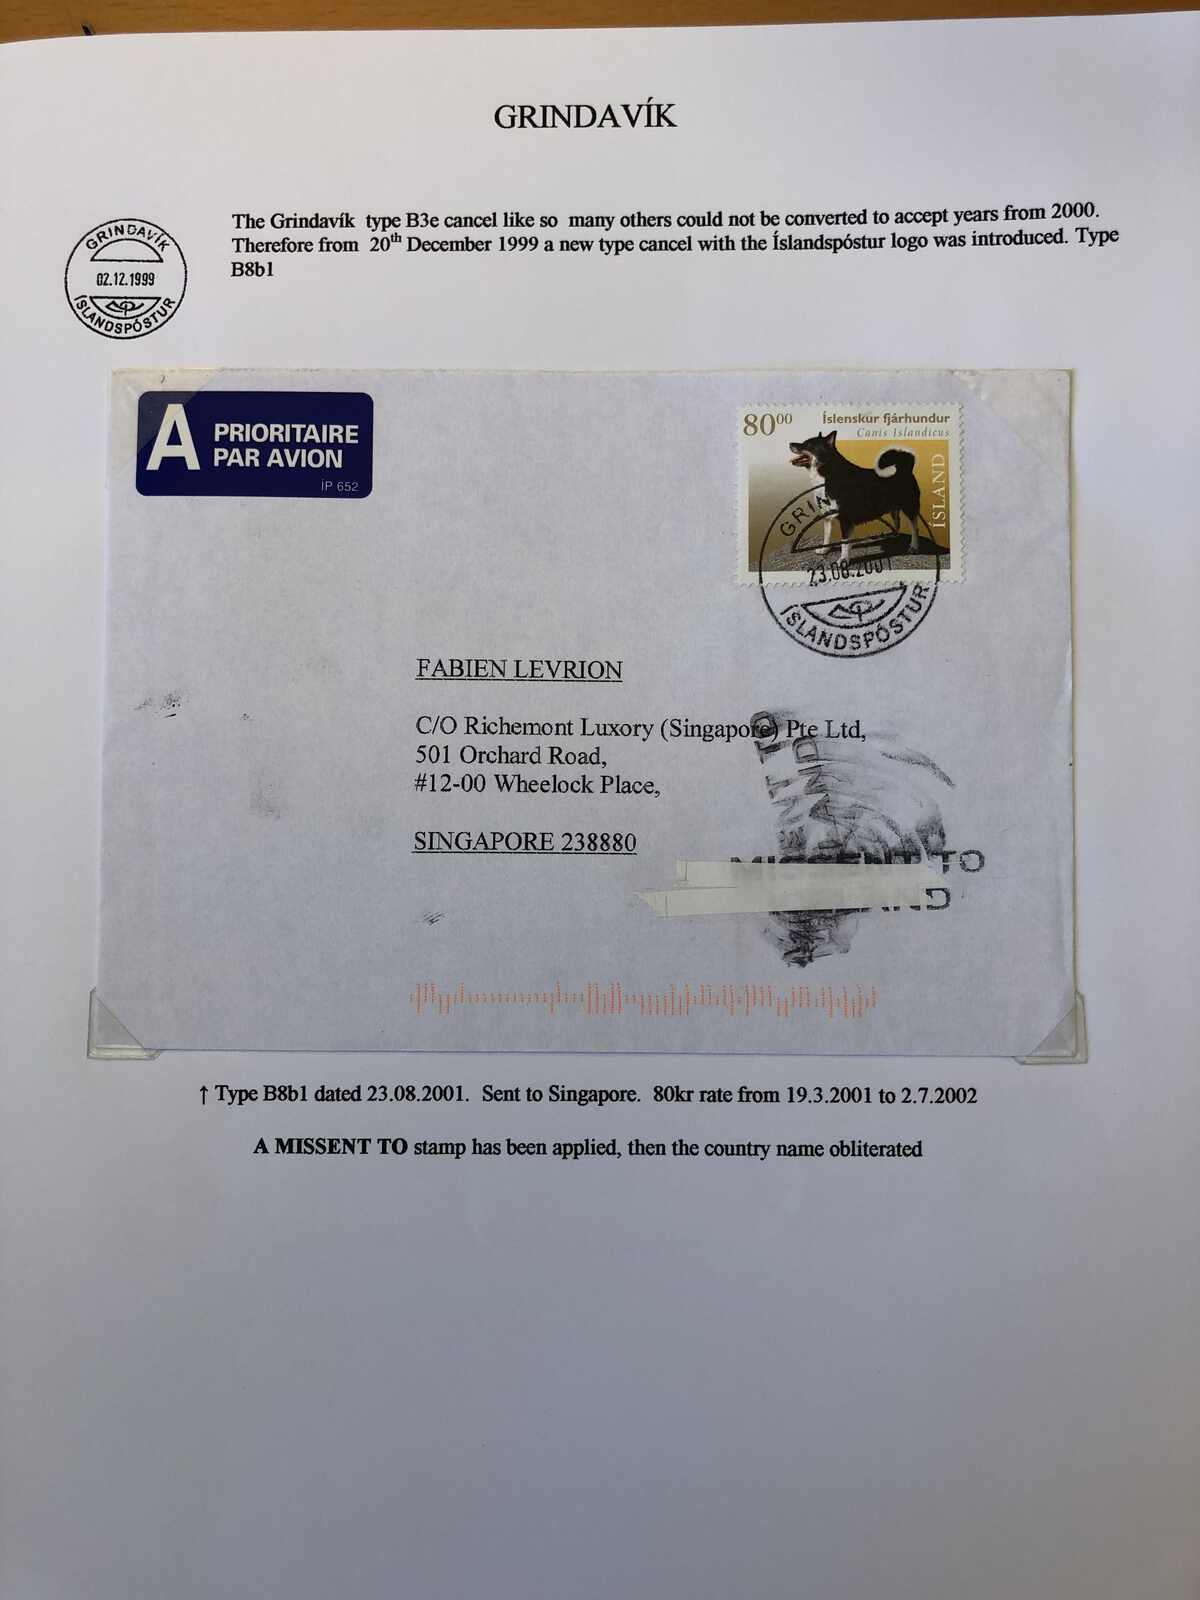 GRINDAVÍK
GRINDAVÍK
02.12.1999
ÍSLANDSPÓSTUR
The Grindavík type B3e cancel like so many others could not be converted to accept years from 2000.
Therefore from 20th December 1999 a new type cancel with the Íslandspóstur logo was introduced. Type
B8b1
A PRIORITAIRE
PAR AVION
ÍP 652
8000 Íslenskur fjárhundur
Canis Islandicus
ÍSLAND
GRIN
23.08.2001
ÍSLANDSPÓSTUR
FABIEN LEVRION
C/O Richemont Luxory (Singapore) Pte Ltd,
501 Orchard Road,
#12-00 Wheelock Place,
SINGAPORE 238880
MISSENT TO
↑ Type B8b1 dated 23.08.2001. Sent to Singapore. 80kr rate from 19.3.2001 to 2.7.2002
A MISSENT TO stamp has been applied, then the country name obliterated